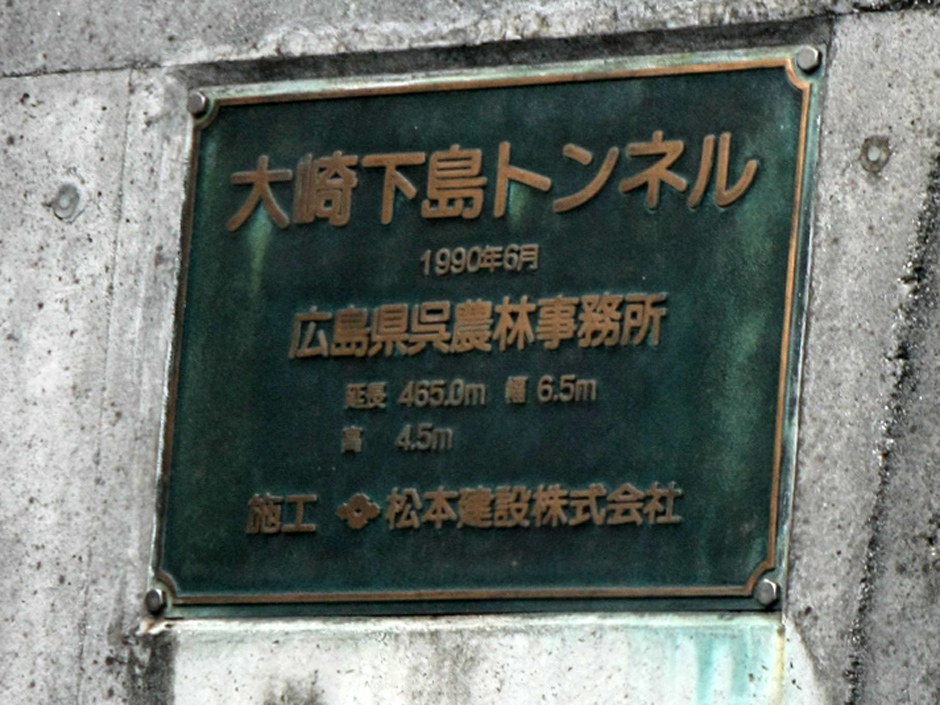 大崎下島トンネル
1990年6月
広島県呉農林事務所
延長 465.0m 幅 6.5m
高 4.5m
施工 松本建設株式会社